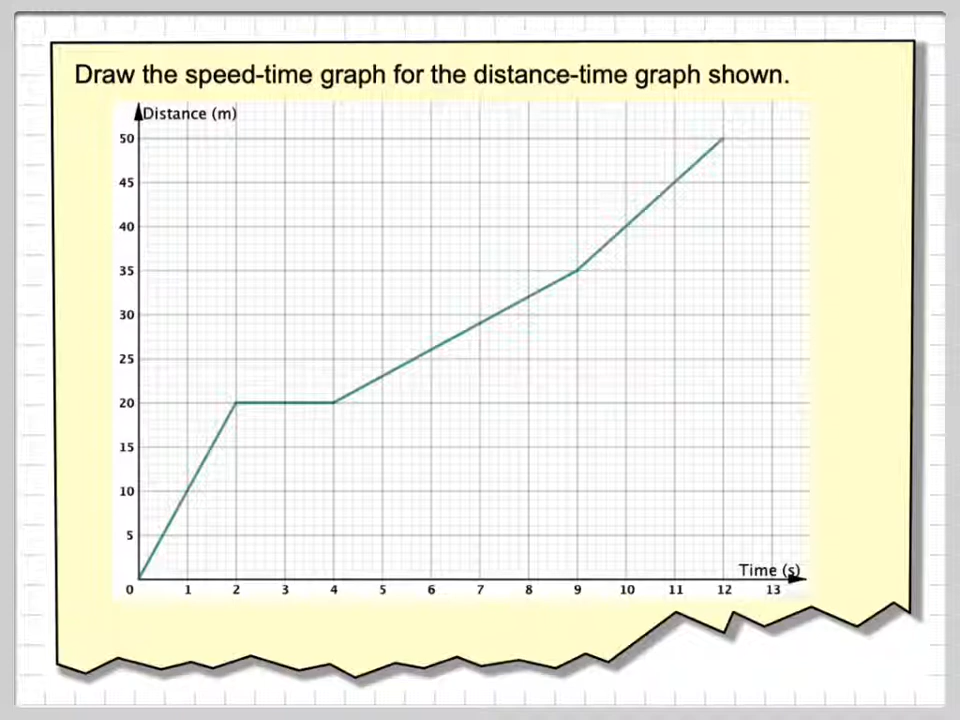 Draw the speed-time graph for the distance-time graph shown.
Distance (m)
50
45
40
35
30
25
20
15
10
5
Time (s)
0 1 2 3 4 5 6 7 8 9 10 11 12 13